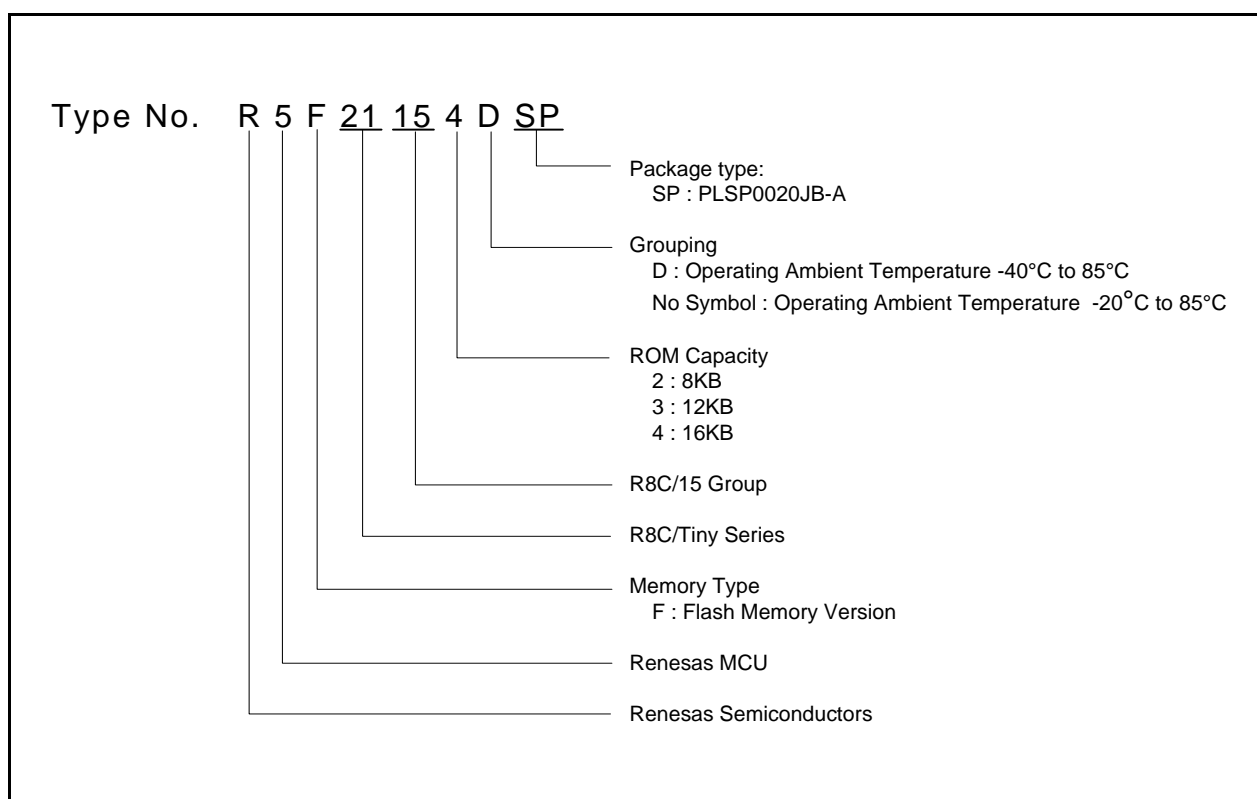 Type No. R 5 F 21 15 4 D SP
Package type:
SP : PLSP0020JB-A
Grouping
D : Operating Ambient Temperature -40°C to 85°C
No Symbol : Operating Ambient Temperature -20°C to 85°C
ROM Capacity
2 : 8KB
3 : 12KB
4 : 16KB
R8C/15 Group
R8C/Tiny Series
Memory Type
F : Flash Memory Version
Renesas MCU
Renesas Semiconductors